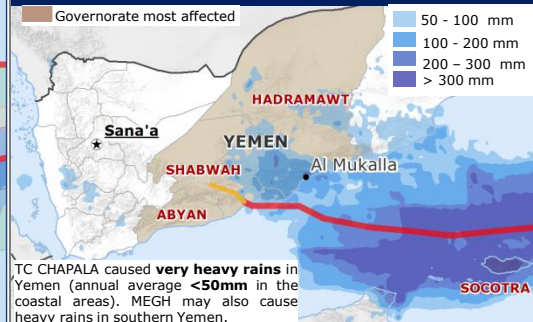 Governorate most affected
50 - 100 mm
100 - 200 mm
200 – 300 mm
> 300 mm
HADRAMAWT
Sana'a
YEMEN
Al Mukalla
SHABWAH
ABYAN
SOCOTRA
TC CHAPALA caused very heavy rains in
Yemen (annual average <50mm in the
coastal areas). MEGH may also cause
heavy rains in southern Yemen.